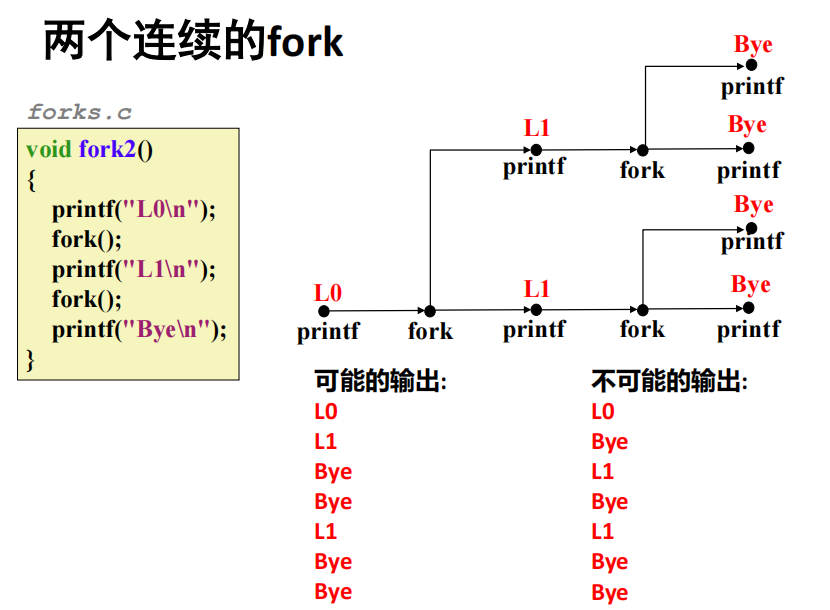 两个连续的fork
forks.c
void fork2()
{
printf("L0\n");
fork();
printf("L1\n");
fork();
printf("Bye\n");
}
Bye
printf
L1
Bye
printf
fork
printf
Bye
printf
L0
L1
Bye
printf
fork
printf
fork
printf
可能的输出:
L0
L1
Bye
Bye
L1
Bye
Bye
不可能的输出:
L0
Bye
L1
Bye
L1
Bye
Bye